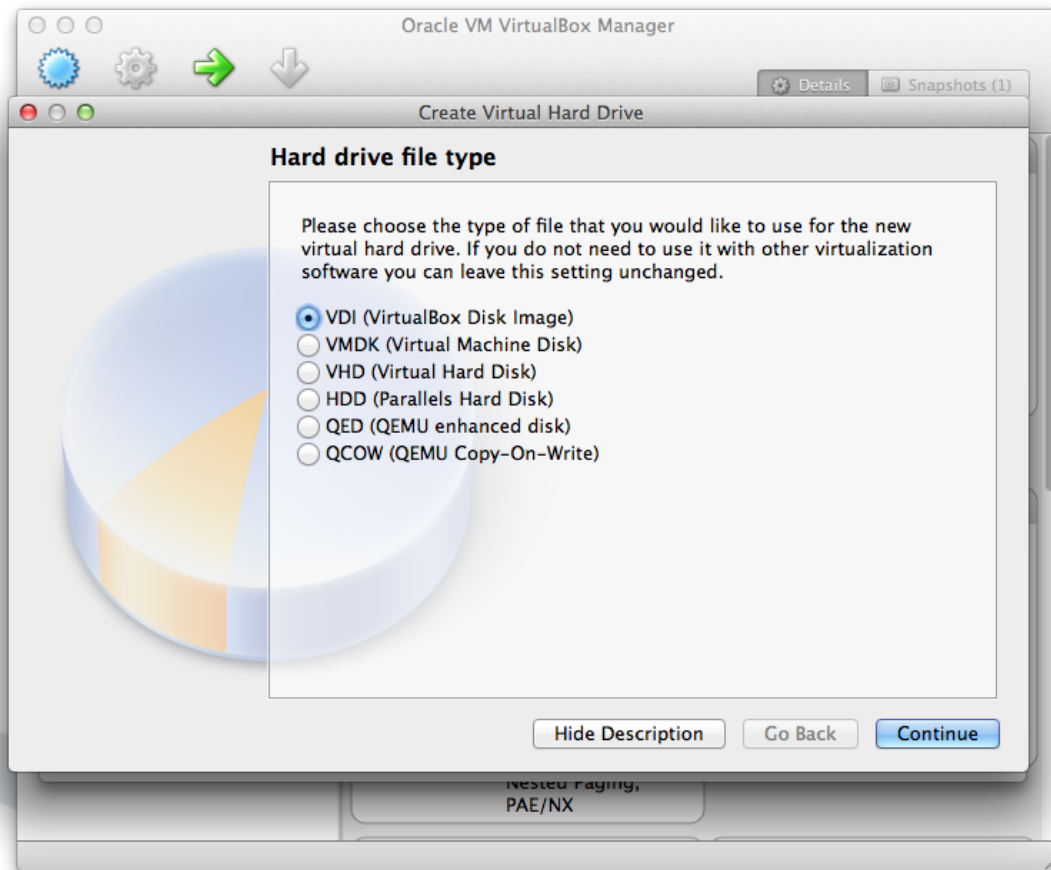 Oracle VM VirtualBox Manager
Details
Snapshots (1)
Create Virtual Hard Drive
Hard drive file type
Please choose the type of file that you would like to use for the new
virtual hard drive. If you do not need to use it with other virtualization
software you can leave this setting unchanged.
VDI (VirtualBox Disk Image)
VMDK (Virtual Machine Disk)
VHD (Virtual Hard Disk)
HDD (Parallels Hard Disk)
QED (QEMU enhanced disk)
QCOW (QEMU Copy-On-Write)
Hide Description
Go Back
Continue
Nested Paging,
PAE/NX